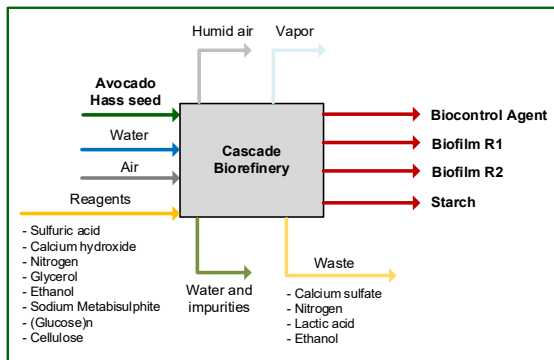 Humid air
Vapor
Avocado
Hass seed
Water
Air
Reagents
- Sulfuric acid
- Calcium hydroxide
- Nitrogen
- Glycerol
- Ethanol
- Sodium Metabisulphite
- (Glucose)n
- Cellulose
Cascade
Biorefinery
Biocontrol Agent
Biofilm R1
Biofilm R2
Starch
Water and
impurities
Waste
- Calcium sulfate
- Nitrogen
- Lactic acid
- Ethanol